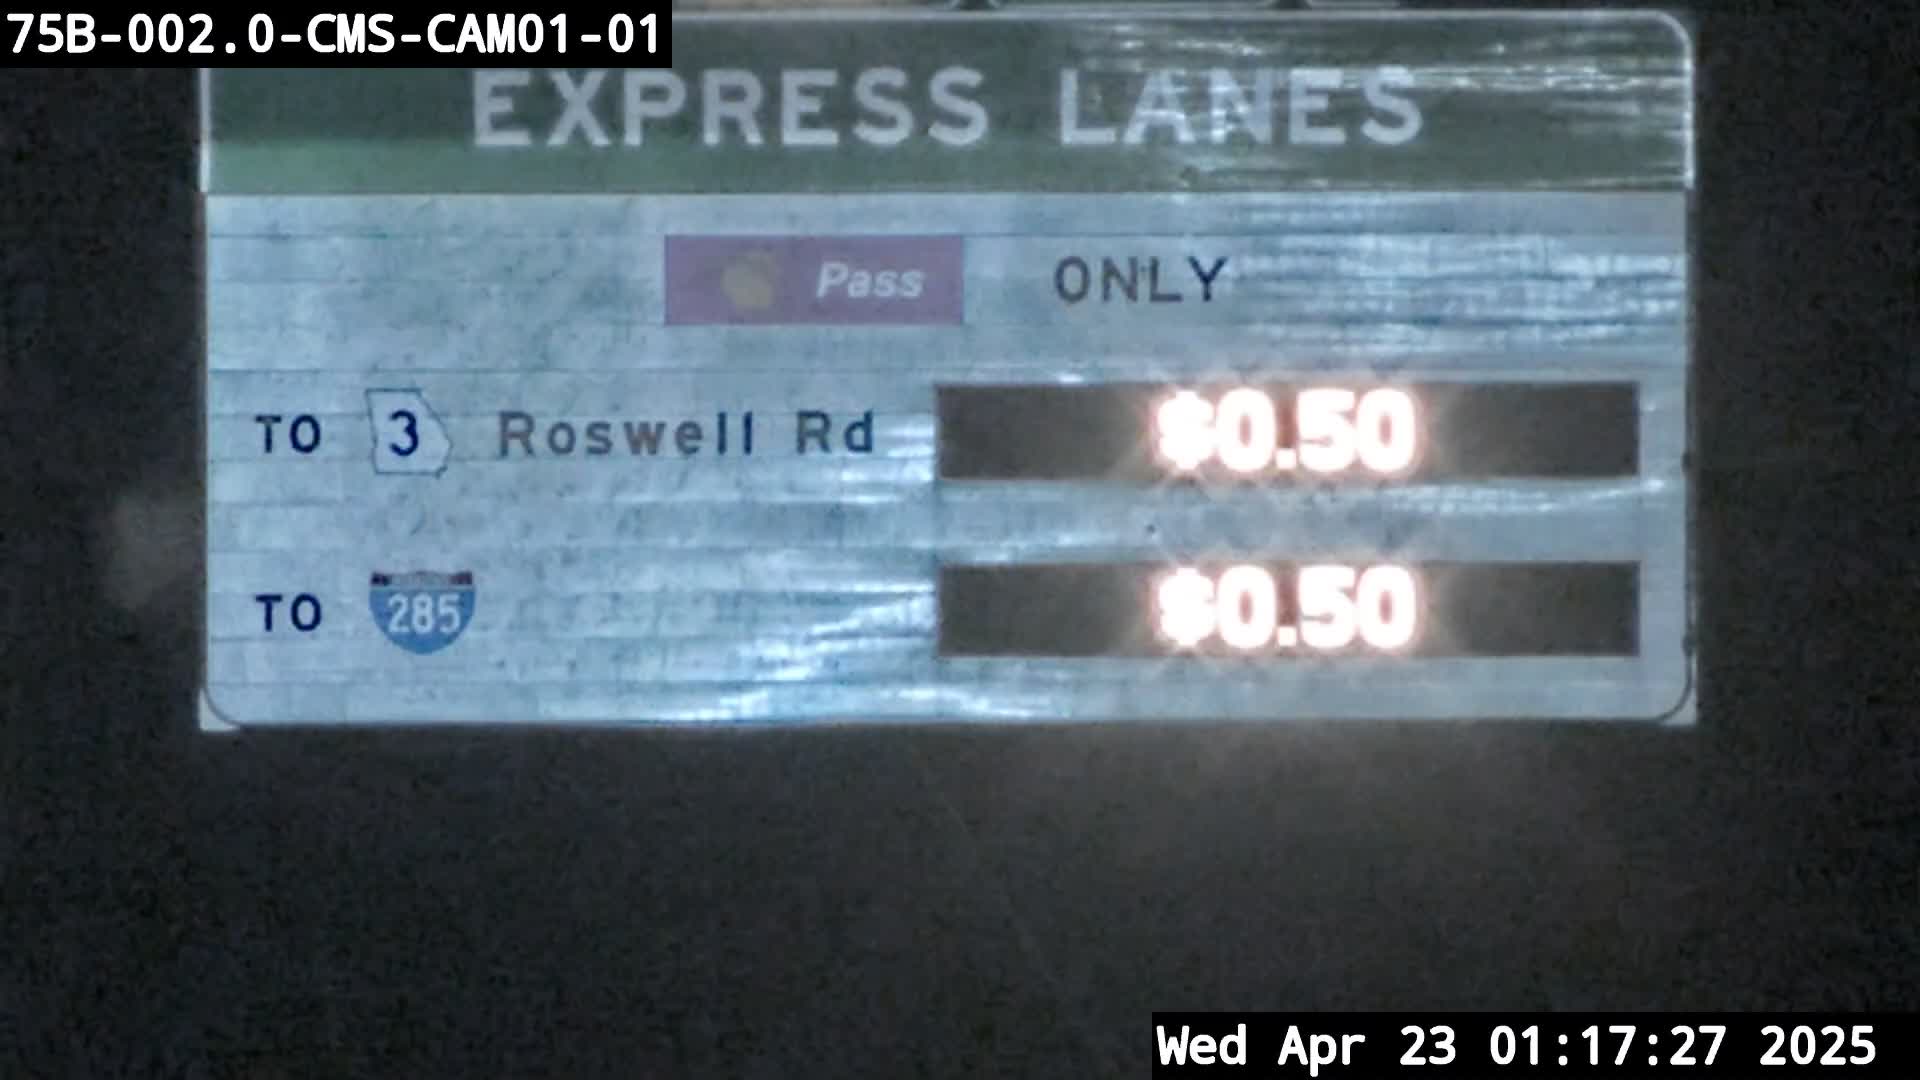 75B-002.0-CMS-CAM01-01
EXPRESS LANES
Pass ONLY
TO 3 Roswell Rd $0.50
TO 285 $0.50
Wed Apr 23 01:17:27 2025